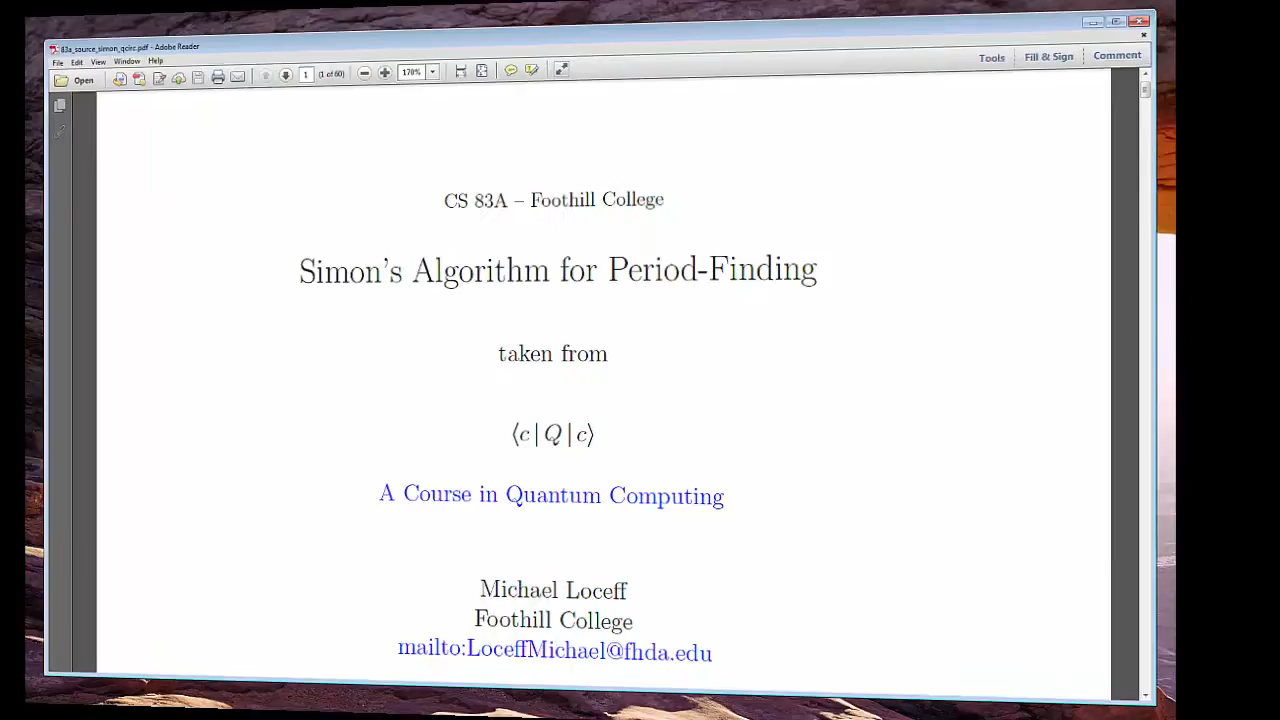 83a_source_simon_qcirc.pdf - Adobe Reader
File Edit View Window Help
Open 1 (1 of 60) 170% Tools Fill & Sign Comment
CS 83A – Foothill College
Simon's Algorithm for Period-Finding
taken from
⟨c | Q | c⟩
A Course in Quantum Computing
Michael Loceff
Foothill College
mailto:LoceffMichael@fhda.edu